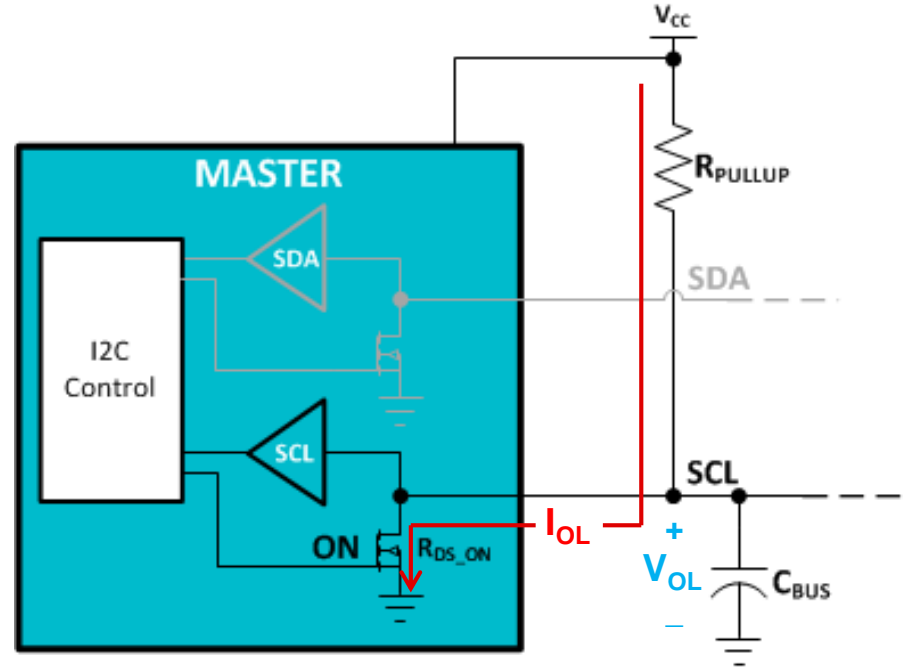 VCC
MASTER
RPULLUP
SDA
SDA
I2C
Control
SCL
SCL
ON
RDS_ON
IOL
+
VOL
–
CBUS